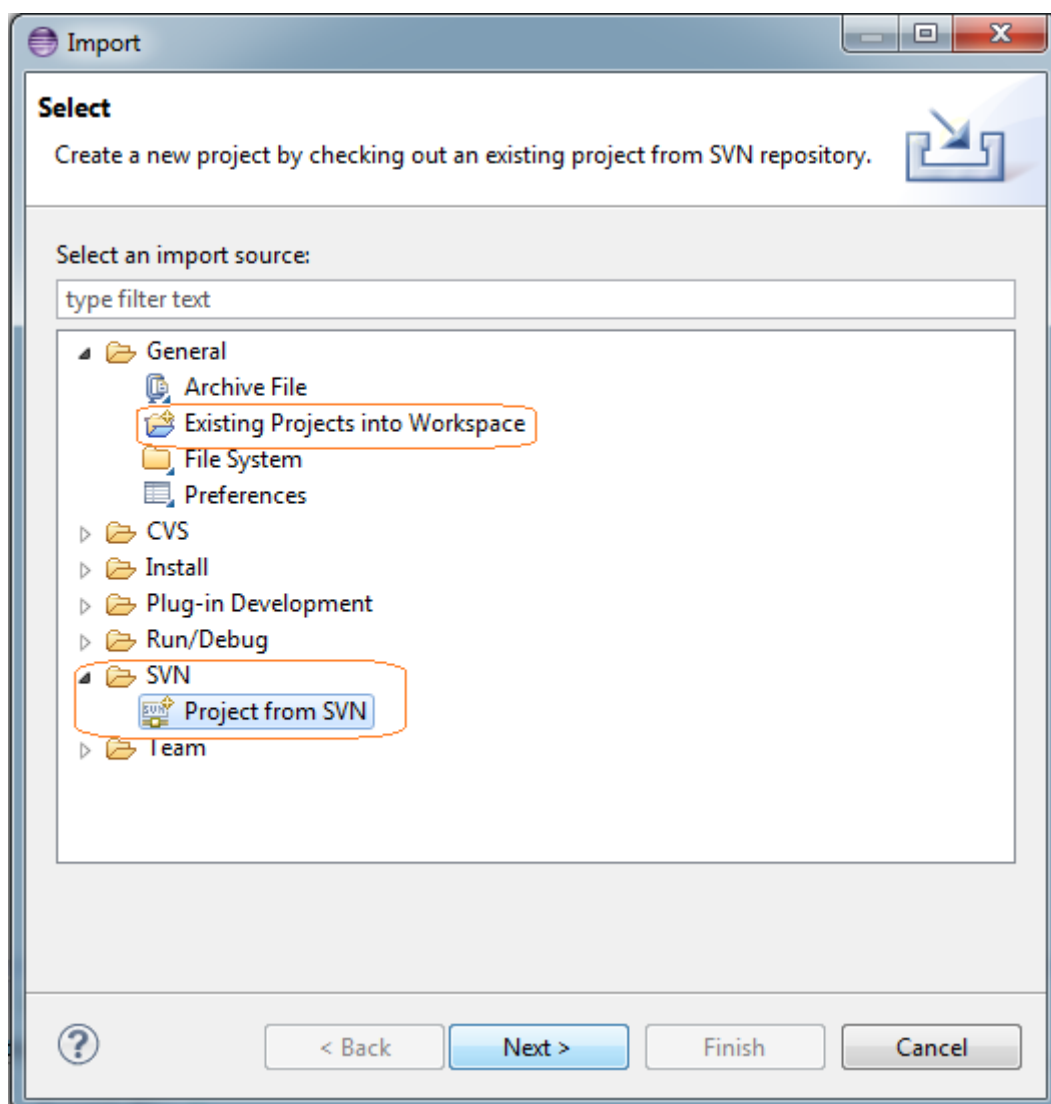 Import
Select
Create a new project by checking out an existing project from SVN repository.
Select an import source:
type filter text
General
Archive File
Existing Projects into Workspace
File System
Preferences
CVS
Install
Plug-in Development
Run/Debug
SVN
SVN Project from SVN
Team
? < Back Next > Finish Cancel